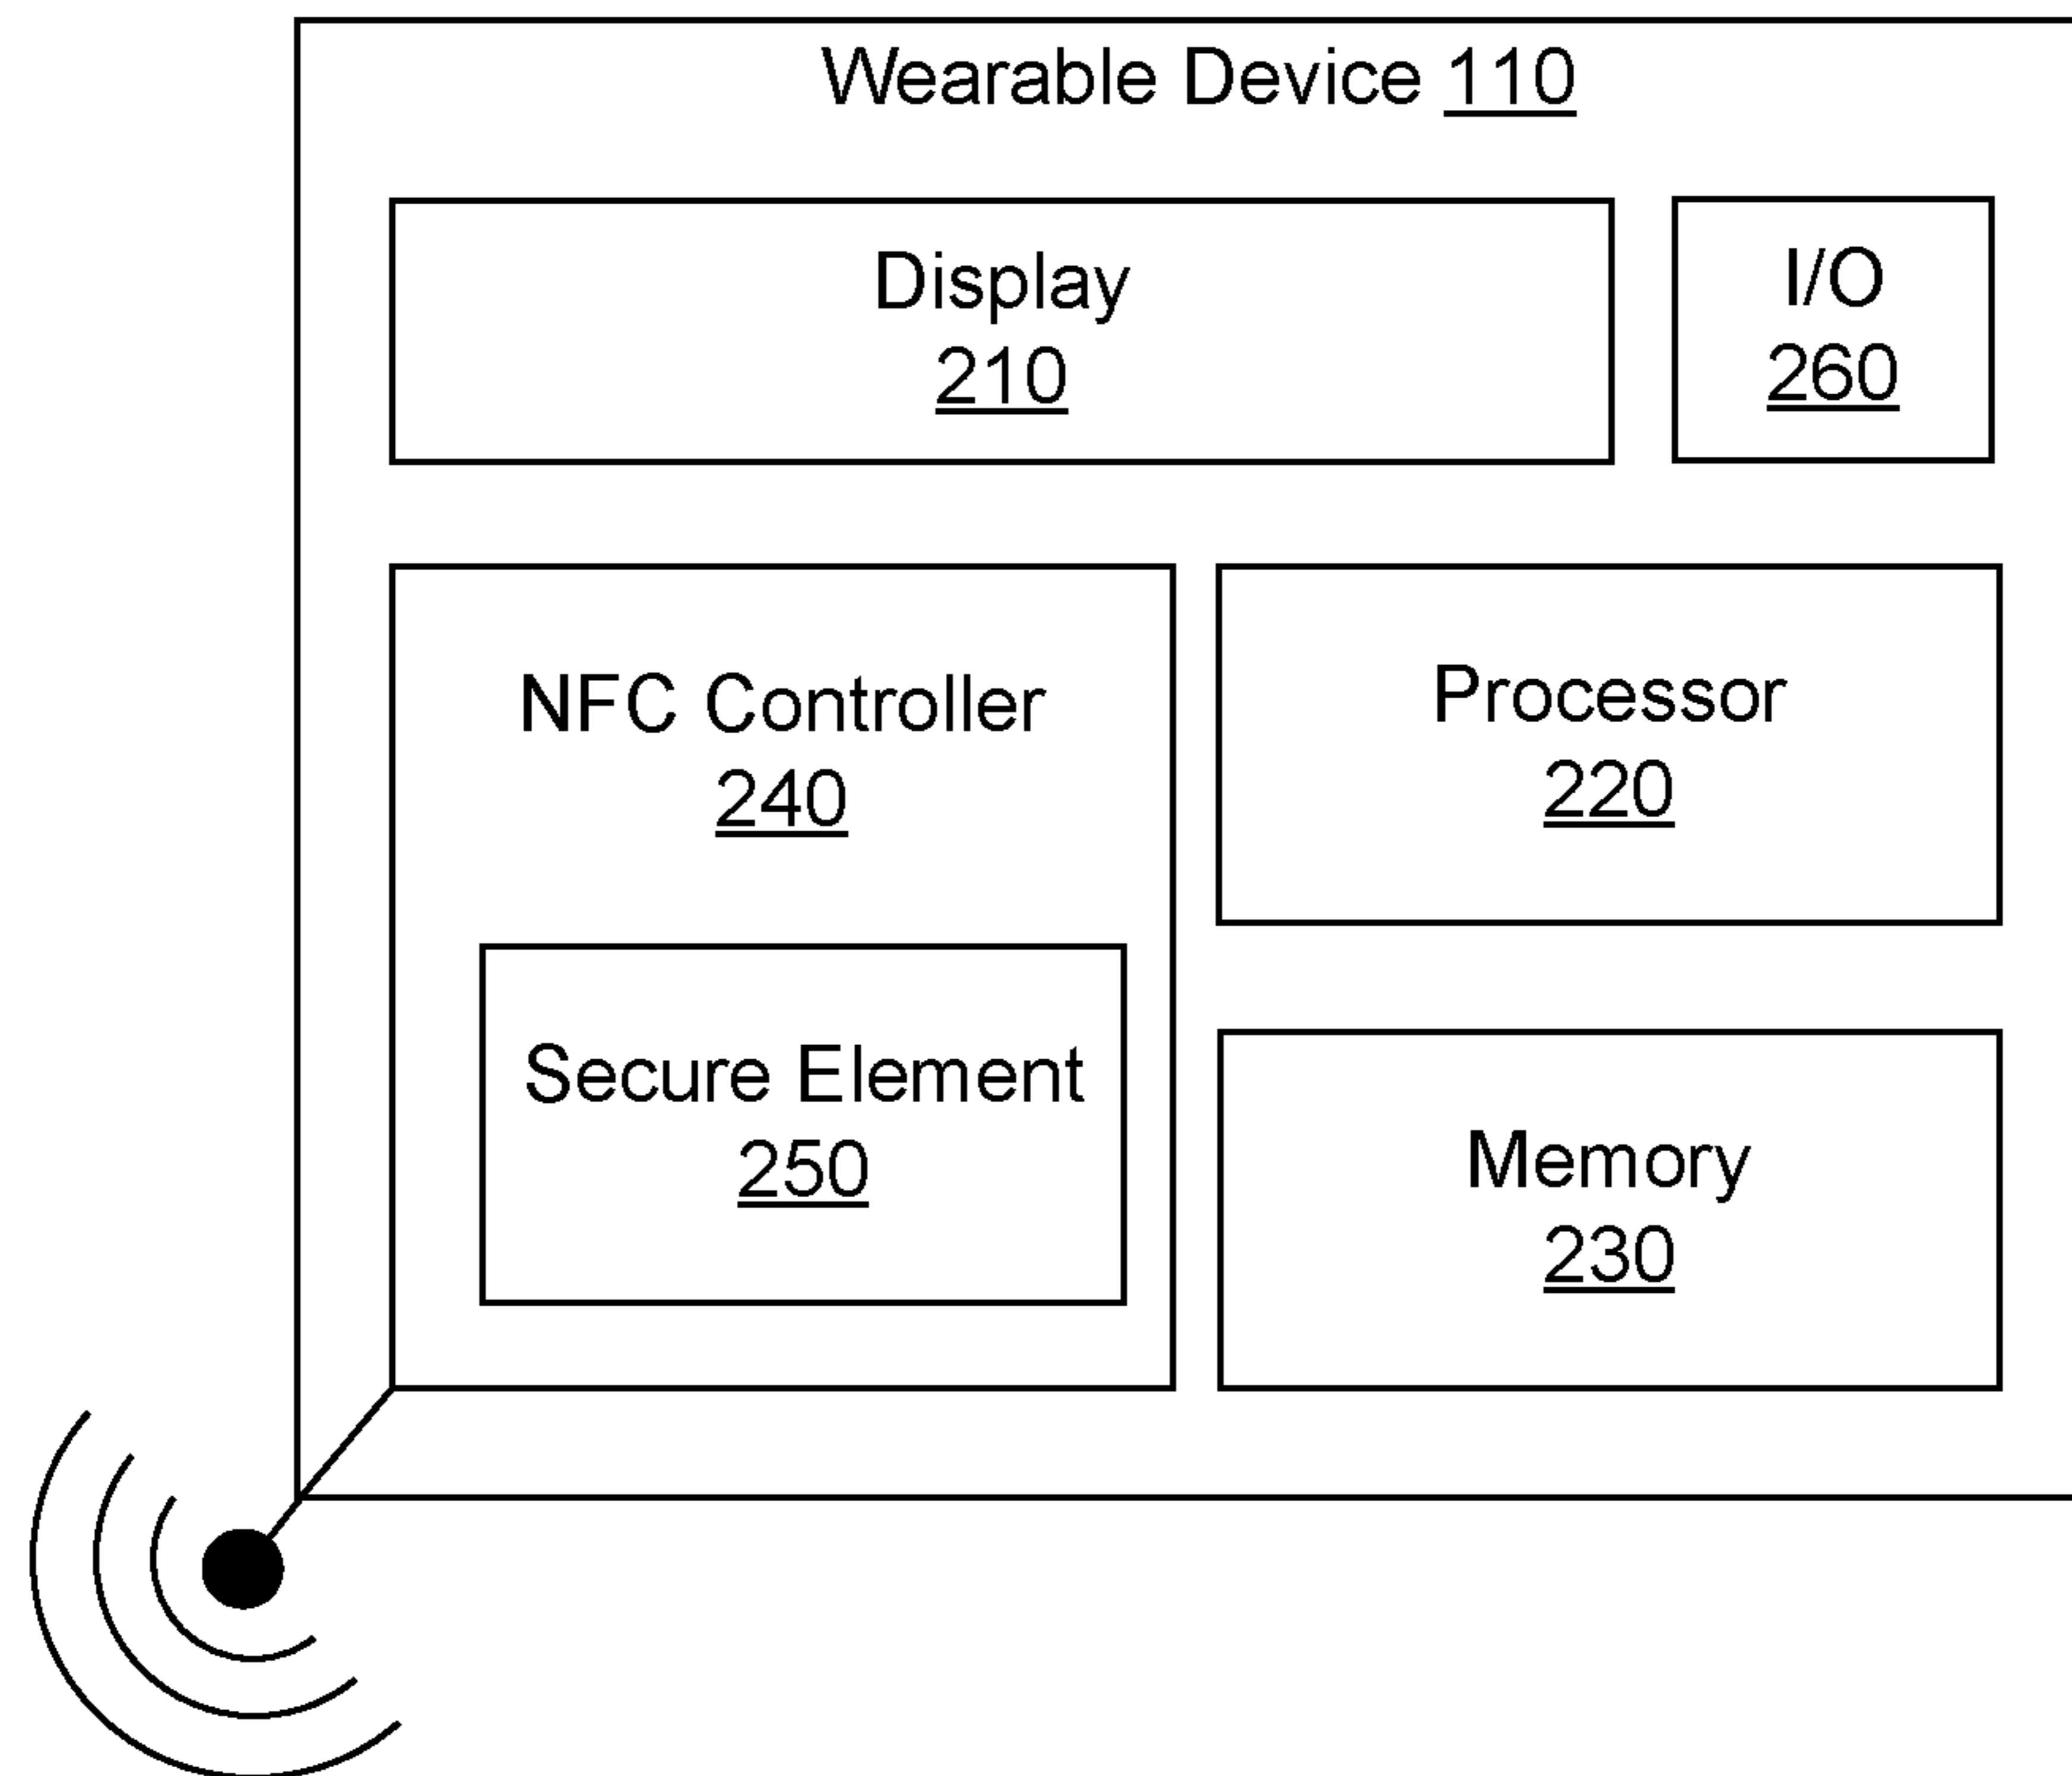 Wearable Device 110
Display
210
I/O
260
NFC Controller
240
Processor
220
Secure Element
250
Memory
230